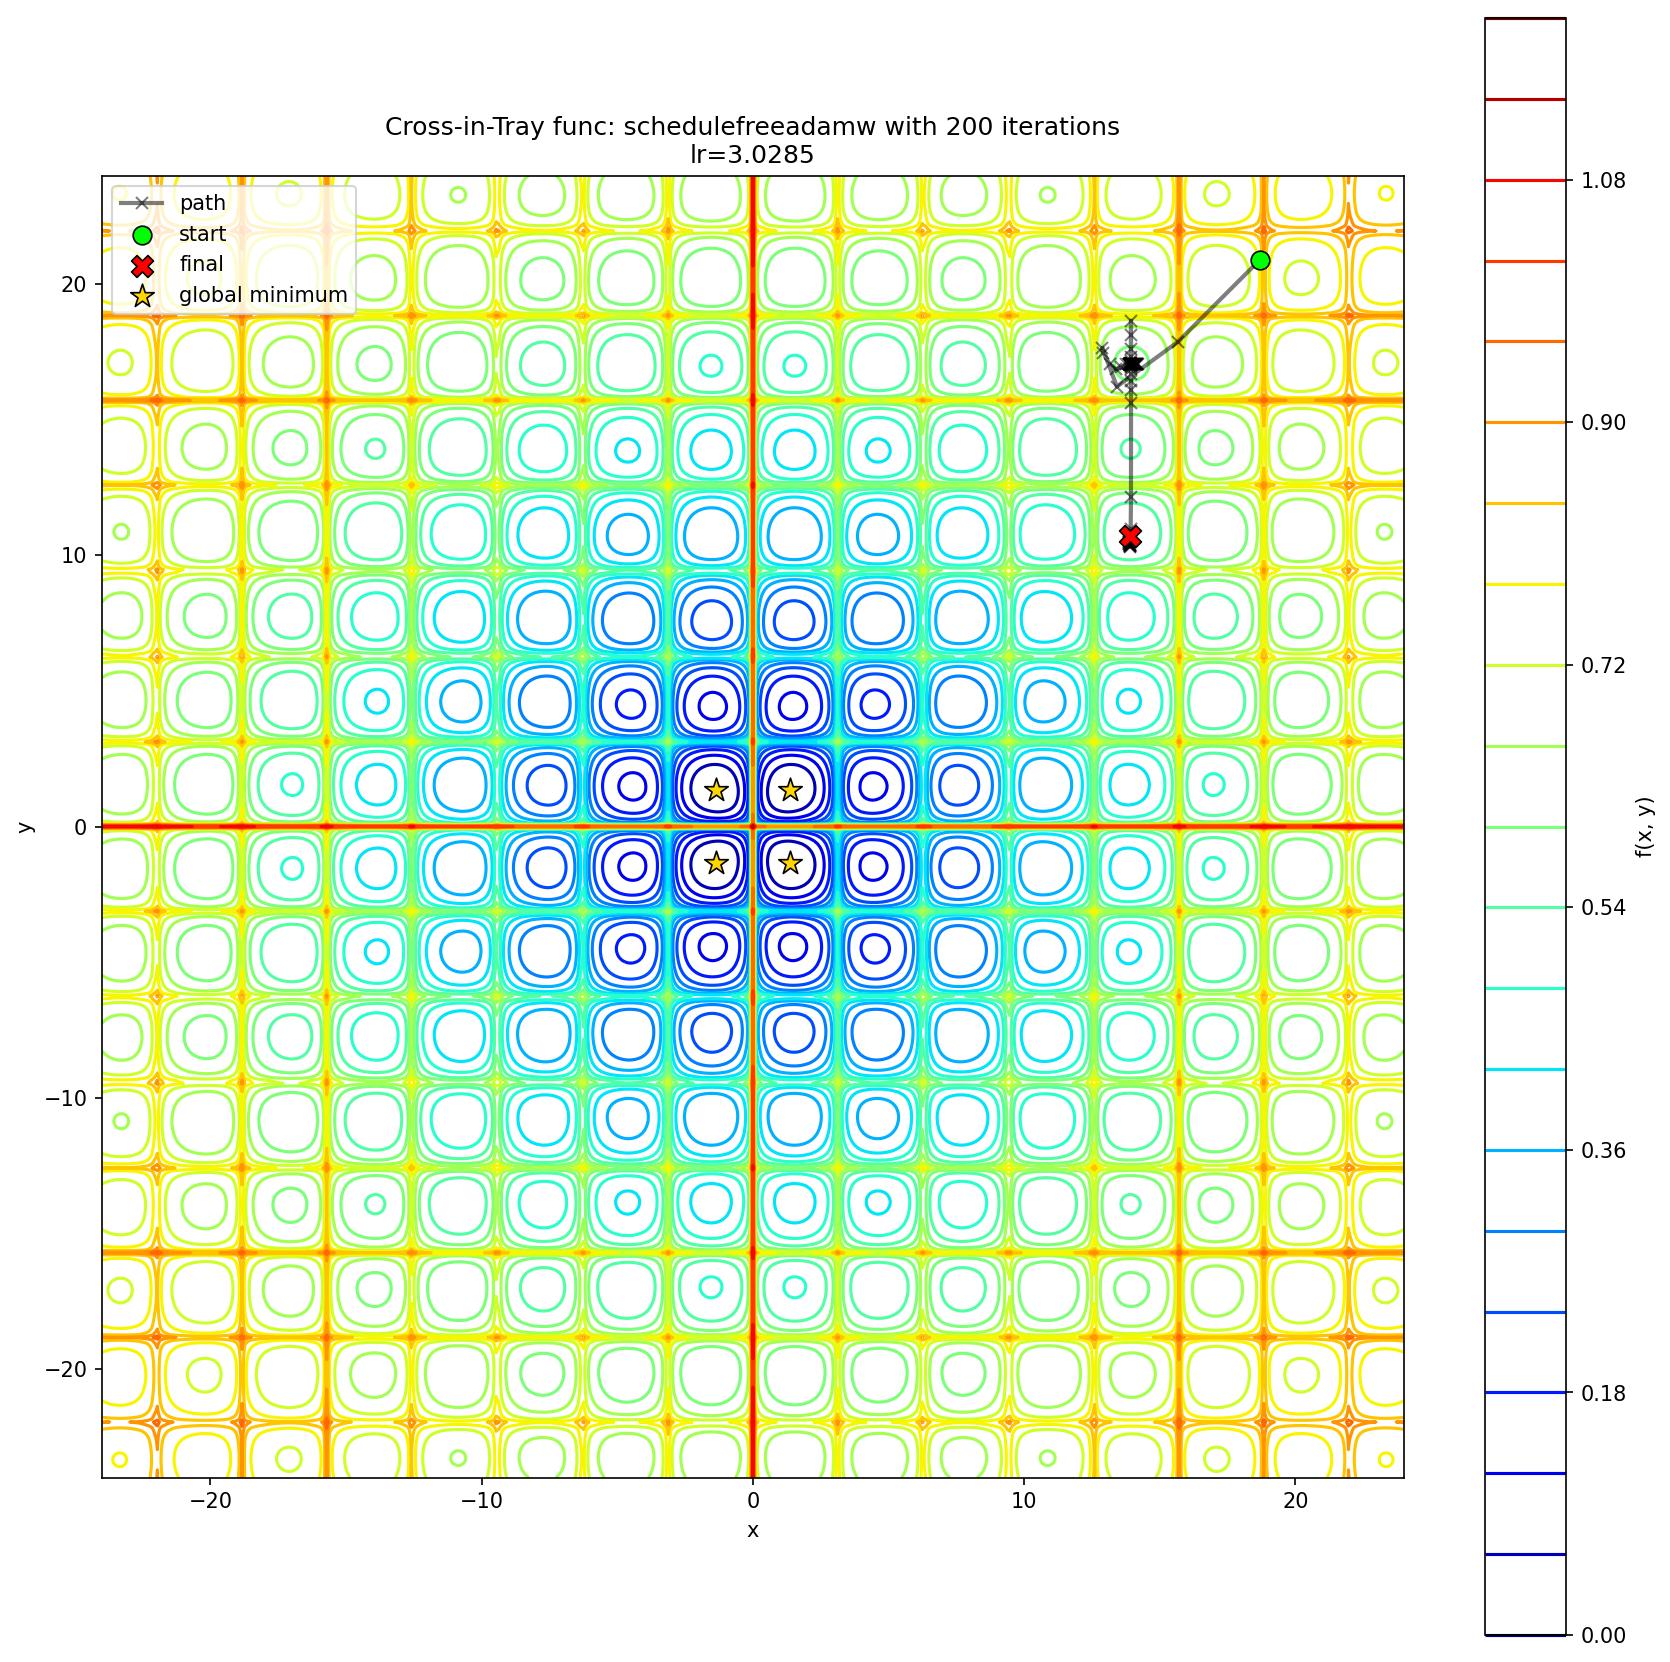 Cross-in-Tray func: schedulefreeadamw with 200 iterations
lr=3.0285
path
start
final
global minimum
20
10
0
−10
−20
y
−20
−10
0
10
20
x
1.08
0.90
0.72
0.54
0.36
0.18
0.00
f(x, y)